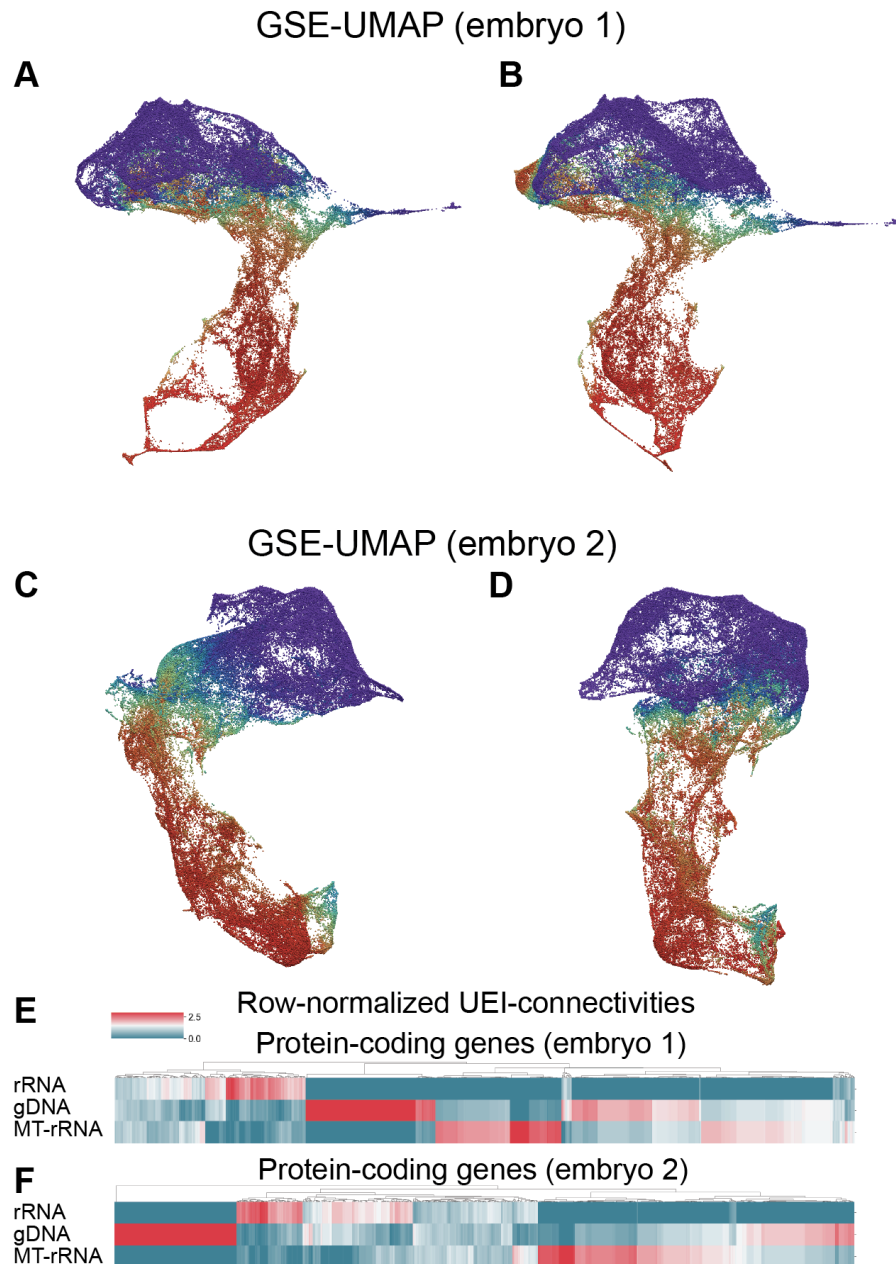 GSE-UMAP (embryo 1)
A
B
GSE-UMAP (embryo 2)
C
D
E
Row-normalized UEI-connectivities
2.5
0.0
Protein-coding genes (embryo 1)
rRNA
gDNA
MT-rRNA
F
Protein-coding genes (embryo 2)
rRNA
gDNA
MT-rRNA